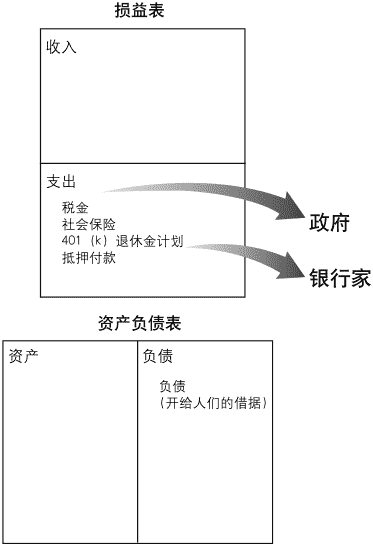 损益表
收入
支出
税金
社会保险
401（k）退休金计划
抵押付款
政府
银行家
资产负债表
资产
负债
负债
(开给人们的借据)